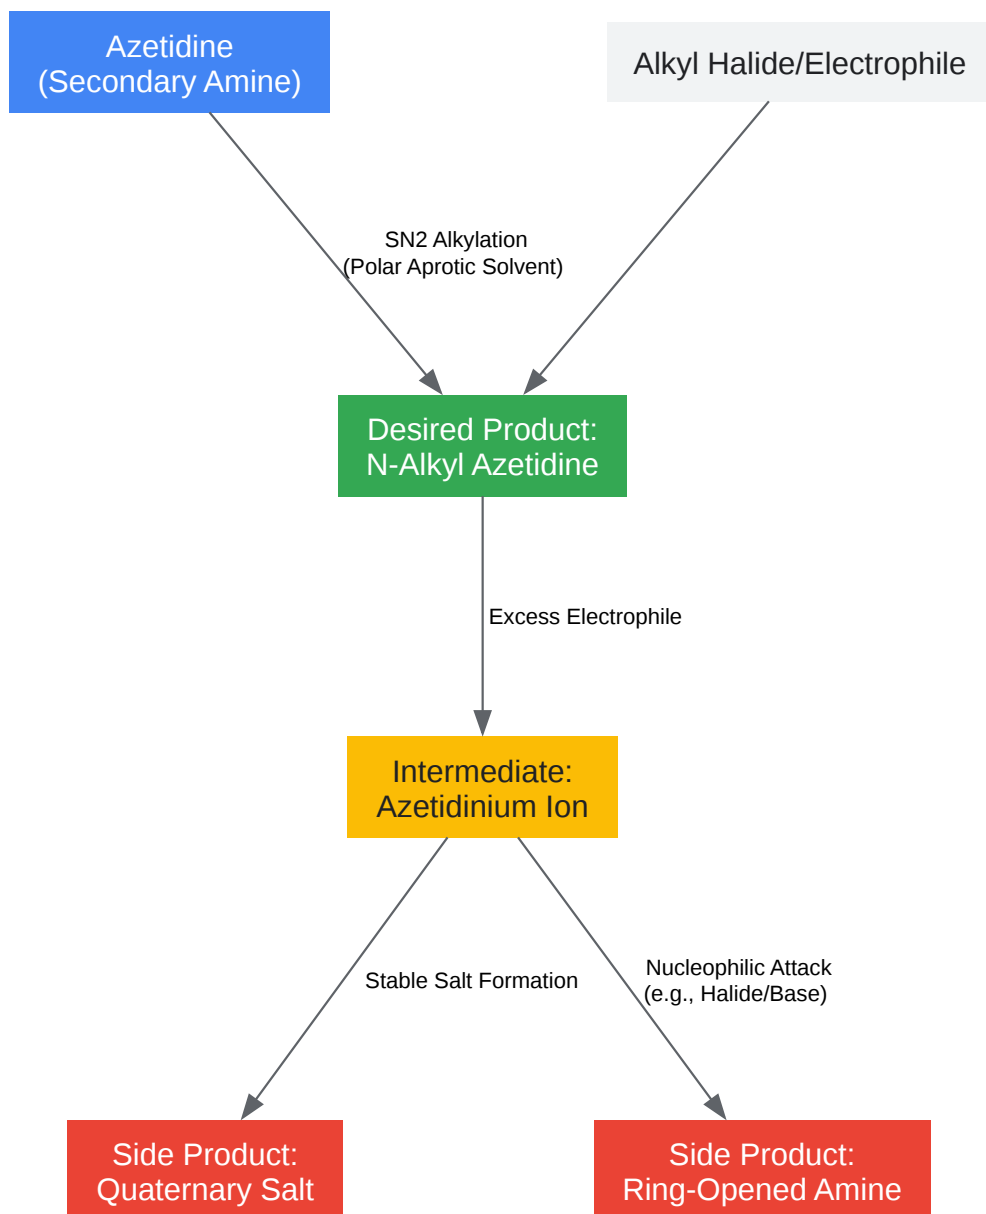 Azetidine
(Secondary Amine)
Alkyl Halide/Electrophile
SN2 Alkylation
(Polar Aprotic Solvent)
Desired Product:
N-Alkyl Azetidine
Excess Electrophile
Intermediate:
Azetidinium Ion
Stable Salt Formation
Nucleophilic Attack
(e.g., Halide/Base)
Side Product:
Quaternary Salt
Side Product:
Ring-Opened Amine